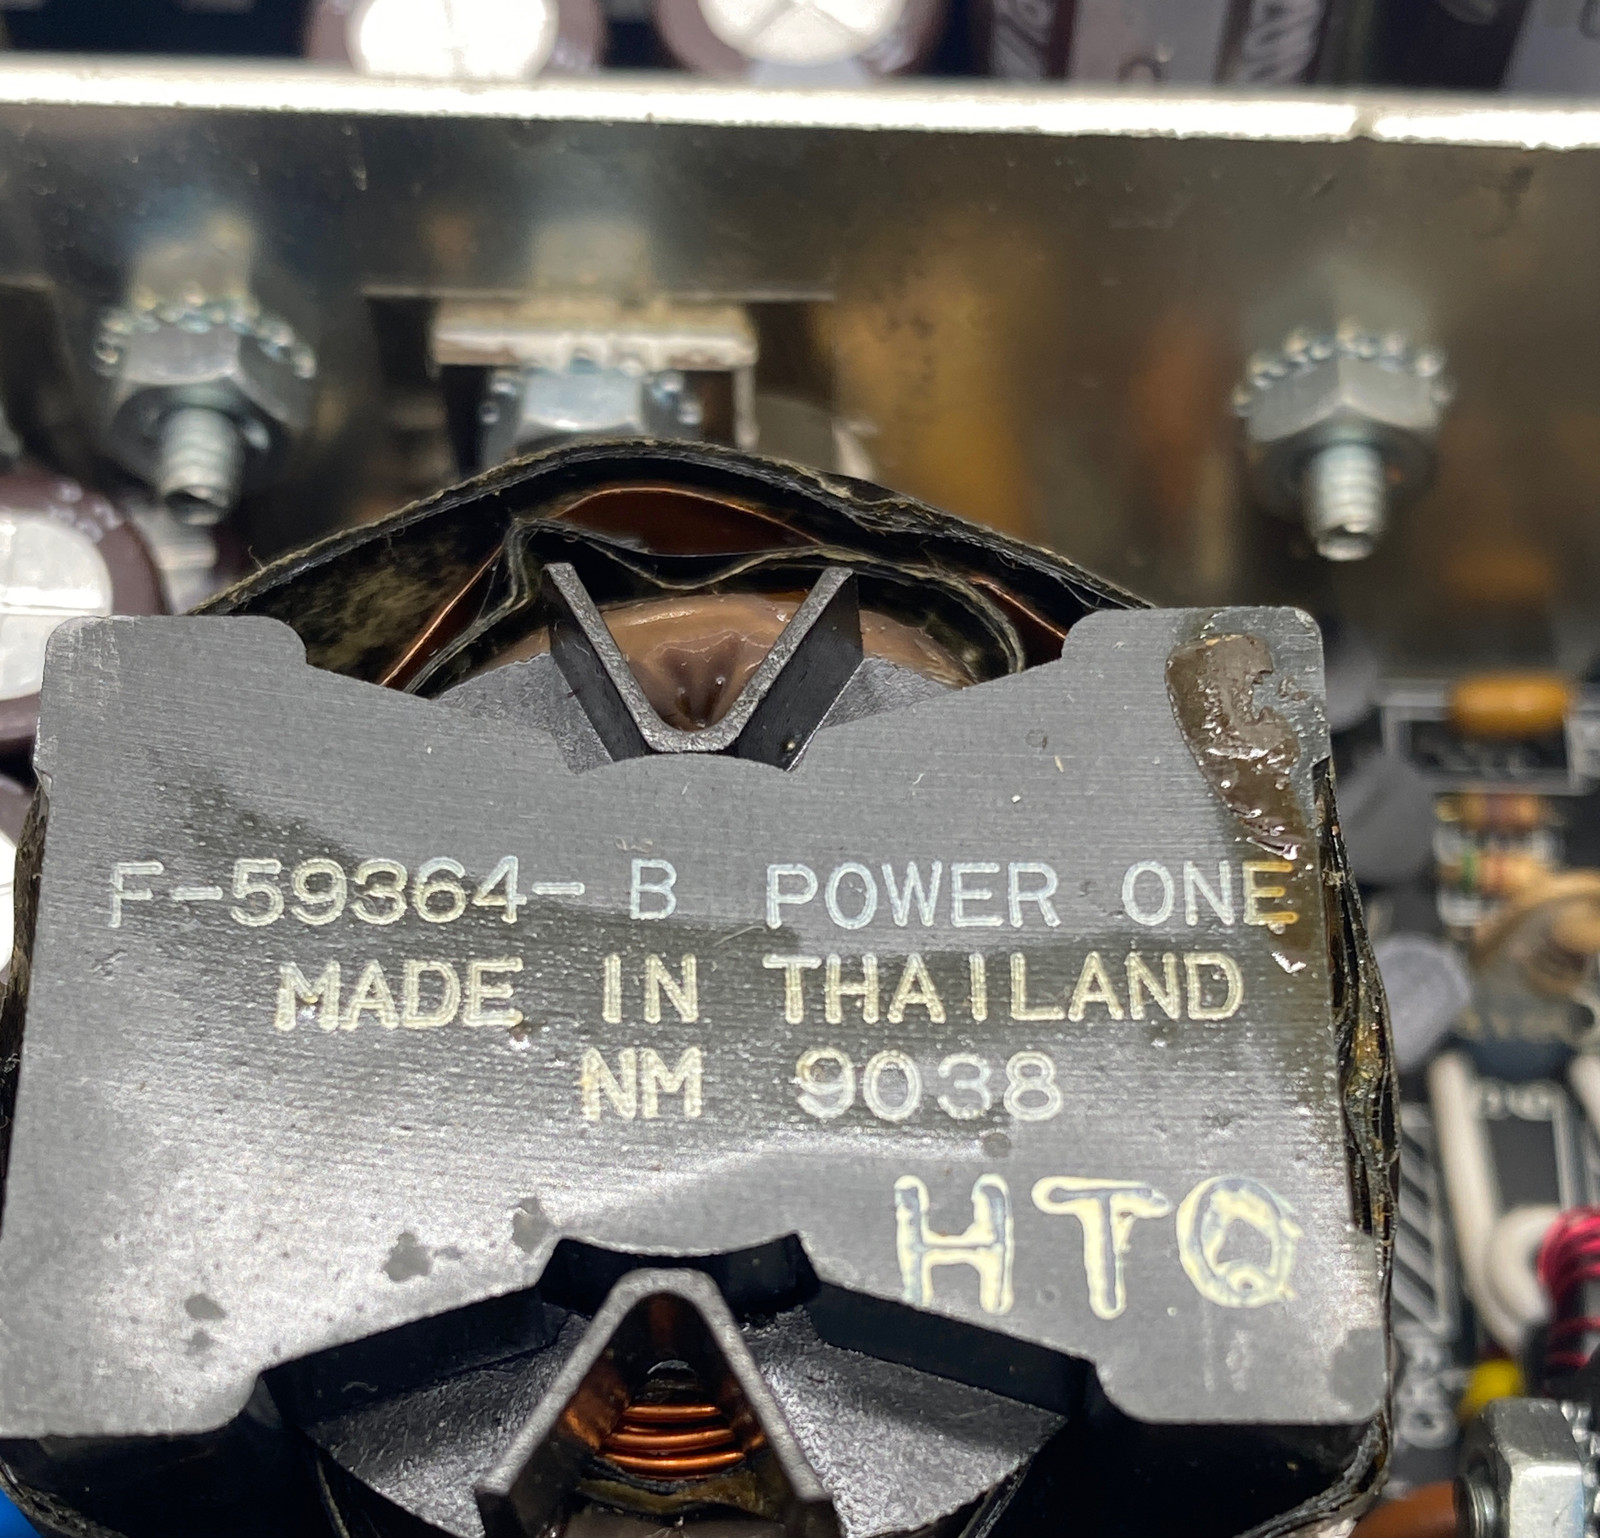 F-59364- B POWER ONE
MADE IN THAILAND
NM 9038
HTQ